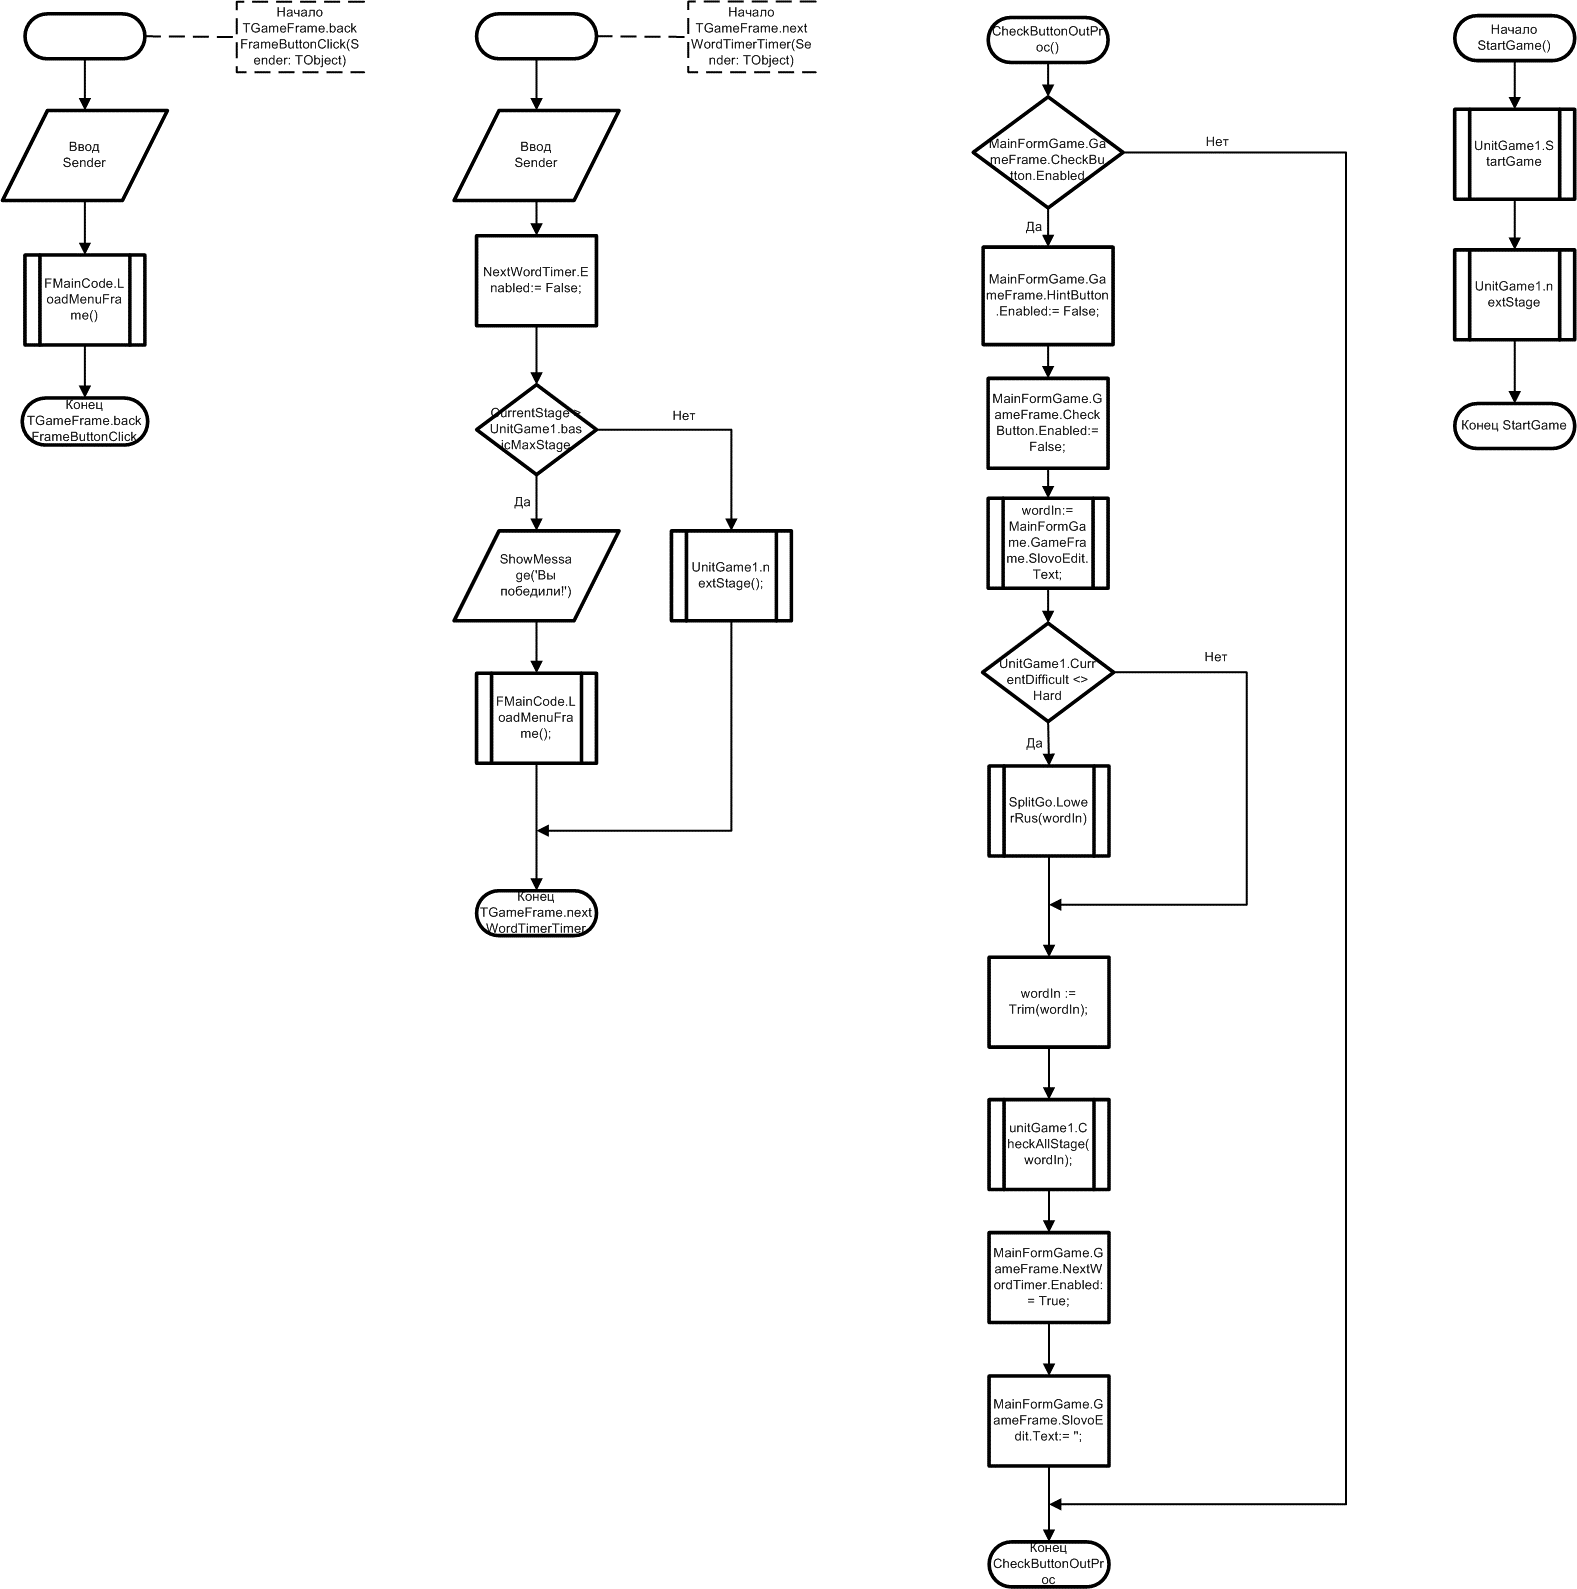 Начало
TGameFrame.back
FrameButtonClick(S
ender: TObject)
Ввод
Sender
FMainCode.L
oadMenuFra
me()
Конец
TGameFrame.back
FrameButtonClick
Начало
TGameFrame.next
WordTimerTimer(Se
nder: TObject)
Ввод
Sender
NextWordTimer.E
nabled:= False;
CurrentStage >
UnitGame1.bas
icMaxStage
Нет
Да
ShowMessa
ge('Вы
победили!')
UnitGame1.n
extStage();
FMainCode.L
oadMenuFra
me();
Конец
TGameFrame.next
WordTimerTimer
CheckButtonOutPr
oc()
MainFormGame.Ga
meFrame.CheckBu
tton.Enabled
Нет
Да
MainFormGame.Ga
meFrame.HintButton
.Enabled:= False;
MainFormGame.G
ameFrame.Check
Button.Enabled:=
False;
wordIn:=
MainFormGa
me.GameFra
me.SlovoEdit.
Text;
UnitGame1.Curr
entDifficult <>
Hard
Нет
Да
SplitGo.Lowe
rRus(wordIn)
wordIn :=
Trim(wordIn);
unitGame1.C
heckAllStage(
wordIn);
MainFormGame.G
ameFrame.NextW
ordTimer.Enabled:
= True;
MainFormGame.G
ameFrame.SlovoE
dit.Text:= '';
Конец
CheckButtonOutPr
oc
Начало
StartGame()
UnitGame1.S
tartGame
UnitGame1.n
extStage
Конец StartGame